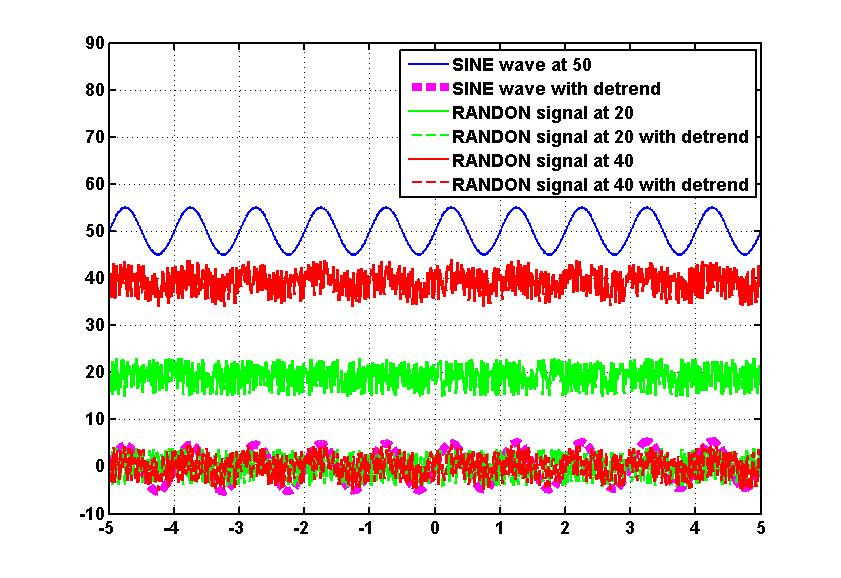 90
80
70
60
50
40
30
20
10
0
-10
-5 -4 -3 -2 -1 0 1 2 3 4 5
SINE wave at 50
SINE wave with detrend
RANDON signal at 20
RANDON signal at 20 with detrend
RANDON signal at 40
RANDON signal at 40 with detrend